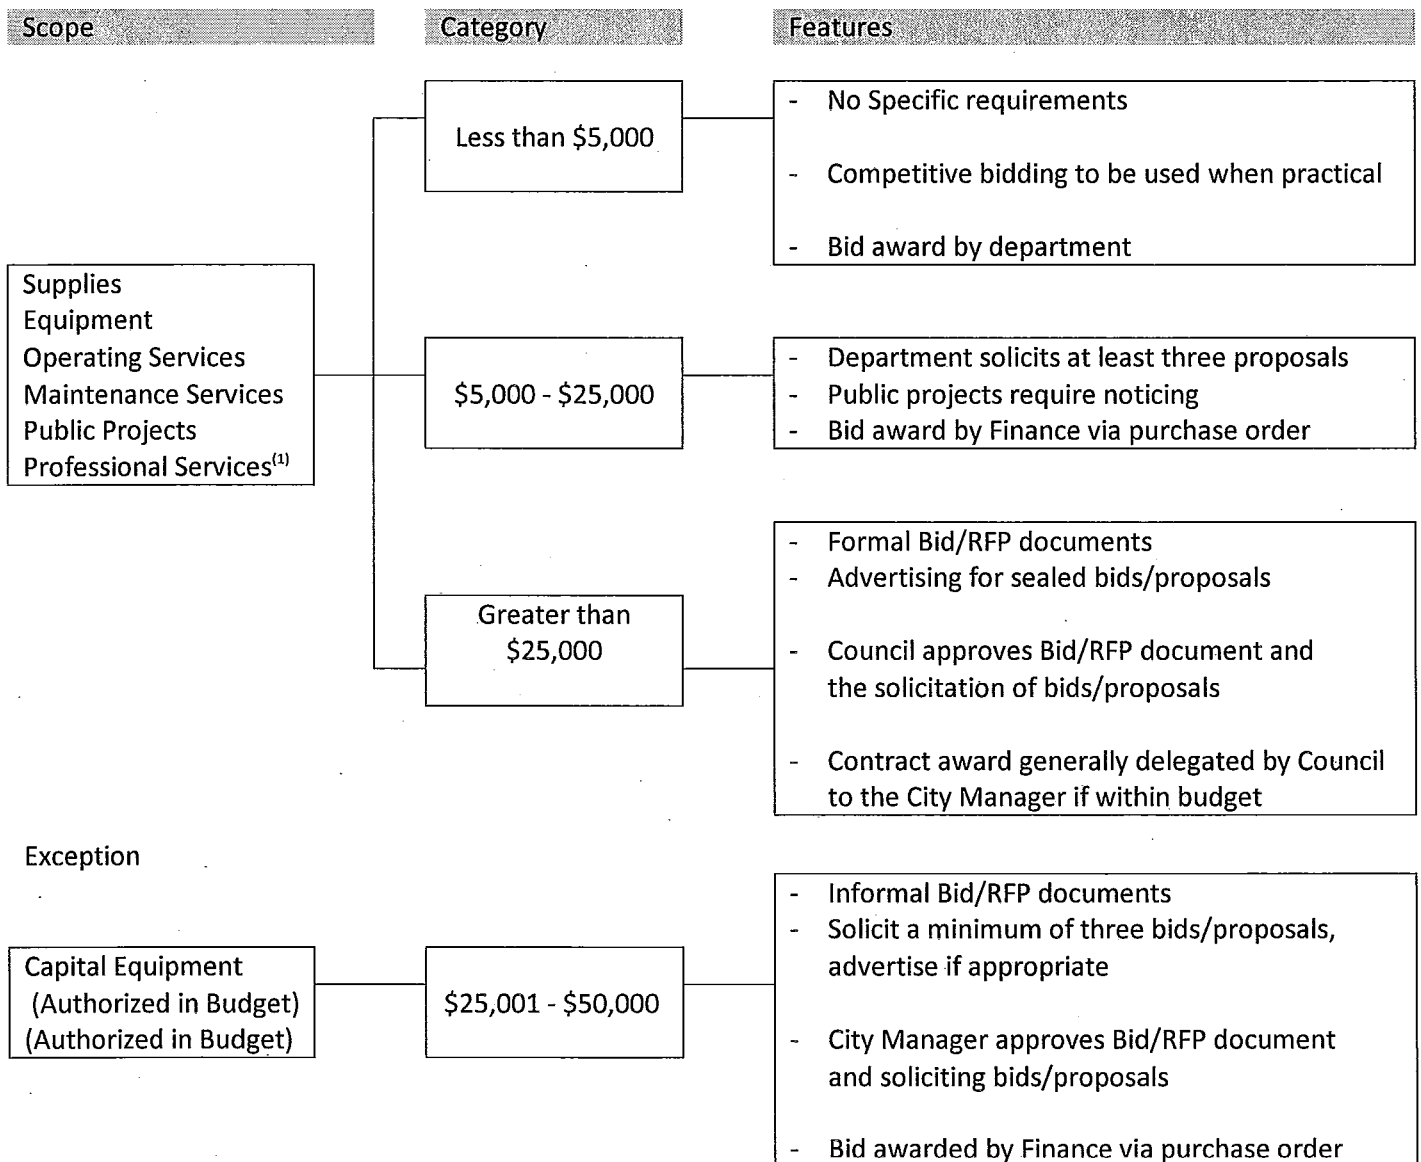 Scope
Category
Features
Less than $5,000
- No Specific requirements
- Competitive bidding to be used when practical
- Bid award by department
Supplies
Equipment
Operating Services
Maintenance Services
Public Projects
Professional Services(1)
$5,000 - $25,000
- Department solicits at least three proposals
- Public projects require noticing
- Bid award by Finance via purchase order
Greater than
$25,000
- Formal Bid/RFP documents
- Advertising for sealed bids/proposals
- Council approves Bid/RFP document and
the solicitation of bids/proposals
- Contract award generally delegated by Council
to the City Manager if within budget
Exception
Capital Equipment
(Authorized in Budget)
(Authorized in Budget)
$25,001 - $50,000
- Informal Bid/RFP documents
- Solicit a minimum of three bids/proposals,
advertise if appropriate
- City Manager approves Bid/RFP document
and soliciting bids/proposals
- Bid awarded by Finance via purchase order